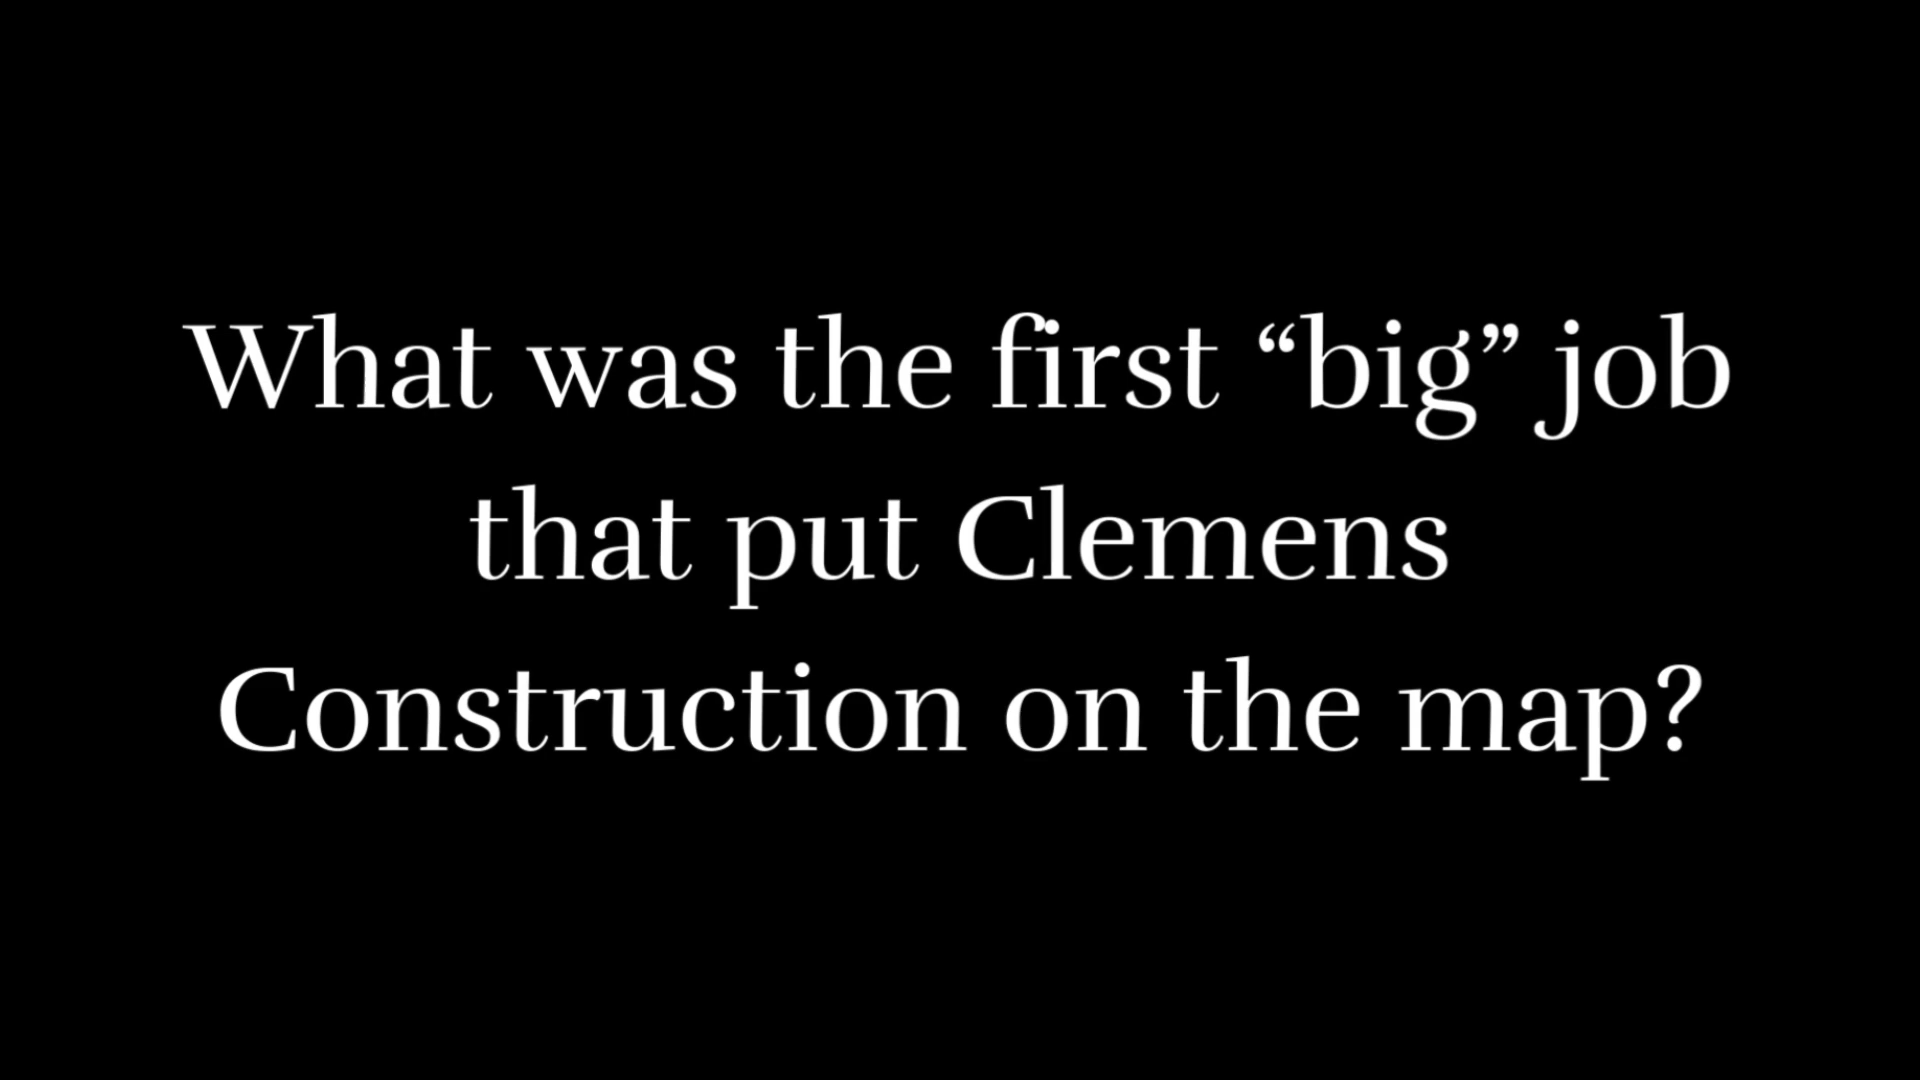 What was the first “big” job
that put Clemens
Construction on the map?